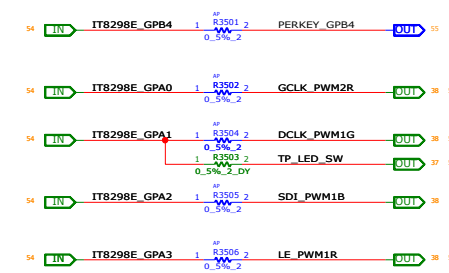 AP
54 IN IT8298E_GPB4 1 R3501 2 PERKEY_GPB4 OUT 55
0_5%_2
AP
54 IN IT8298E_GPA0 1 R3502 2 GCLK_PWM2R OUT 38
0_5%_2
AP
54 IN IT8298E_GPA1 1 R3504 2 DCLK_PWM1G OUT 38
0_5%_2
1 R3503 2 TP_LED_SW OUT 37
0_5%_2_DY
AP
54 IN IT8298E_GPA2 1 R3505 2 SDI_PWM1B OUT 38
0_5%_2
AP
54 IN IT8298E_GPA3 1 R3506 2 LE_PWM1R OUT 38
0_5%_2